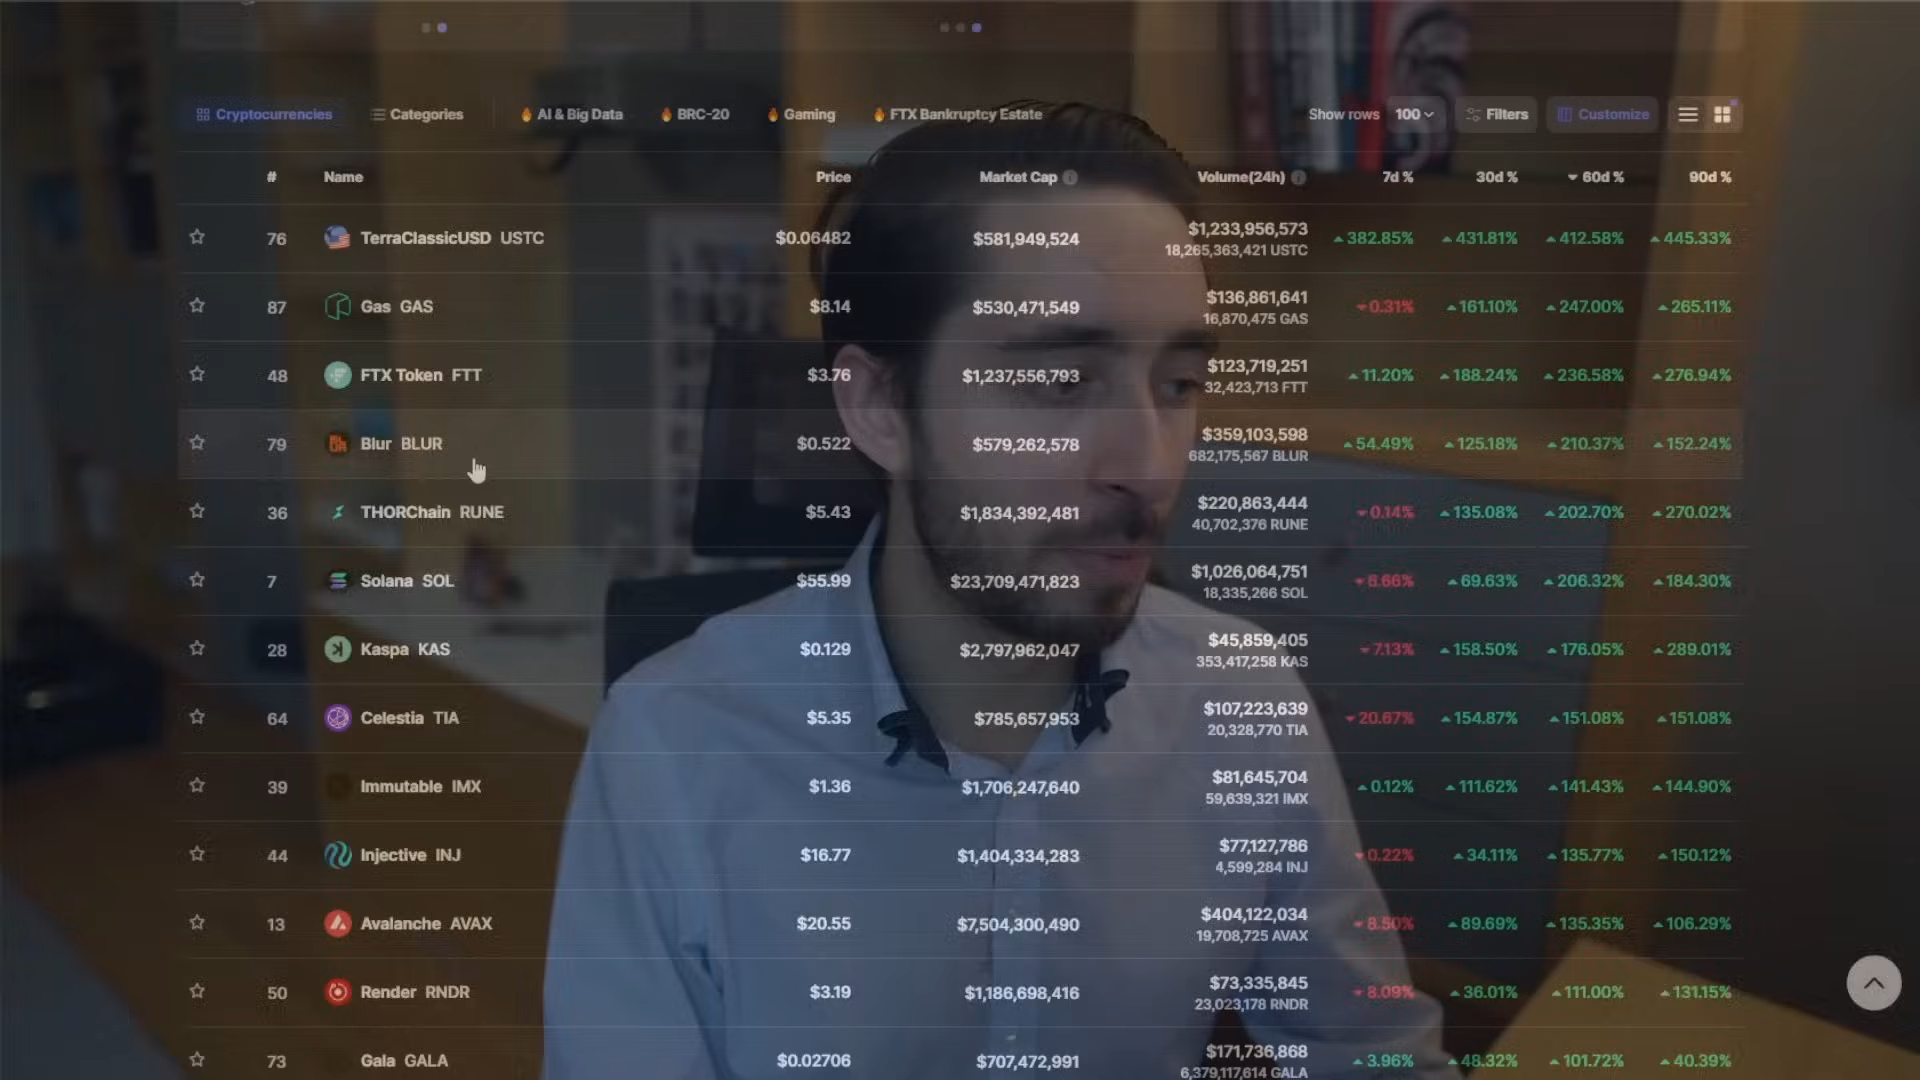 Cryptocurrencies Categories AI & Big Data BRC-20 Gaming FTX Bankruptcy Estate Show rows 100 Filters Customize
# Name Price Market Cap Volume(24h) 7d % 30d % 60d % 90d %
76 TerraClassicUSD USTC $0.06482 $581,949,524 $1,233,956,573 382.85% 431.81% 412.58% 445.33%
18,265,363,421 USTC
87 Gas GAS $8.14 $530,471,549 $136,861,641 0.31% 161.10% 247.00% 265.11%
16,870,475 GAS
48 FTX Token FTT $3.76 $1,237,556,793 $123,719,251 11.20% 188.24% 236.58% 276.94%
32,423,713 FTT
79 Blur BLUR $0.522 $579,262,578 $359,103,598 54.49% 125.18% 210.37% 152.24%
682,175,567 BLUR
36 THORChain RUNE $5.43 $1,834,392,481 $220,863,444 0.14% 135.08% 202.70% 270.02%
40,702,376 RUNE
7 Solana SOL $55.99 $23,709,471,823 $1,026,064,751 6.66% 69.63% 206.32% 184.30%
18,335,266 SOL
28 Kaspa KAS $0.129 $2,797,962,047 $45,859,405 7.13% 158.50% 176.05% 289.01%
353,417,258 KAS
64 Celestia TIA $5.35 $785,657,953 $107,223,639 20.67% 154.87% 151.08% 151.08%
20,328,770 TIA
39 Immutable IMX $1.36 $1,706,247,640 $81,645,704 0.12% 111.62% 141.43% 144.90%
59,639,321 IMX
44 Injective INJ $16.77 $1,404,334,283 $77,127,786 0.22% 34.11% 135.77% 150.12%
4,599,284 INJ
13 Avalanche AVAX $20.55 $7,504,300,490 $404,122,034 8.50% 89.69% 135.35% 106.29%
19,708,725 AVAX
50 Render RNDR $3.19 $1,186,698,416 $73,335,845 8.09% 36.01% 111.00% 131.15%
23,023,178 RNDR
73 Gala GALA $0.02706 $707,472,991 $171,736,868 3.96% 48.32% 101.72% 40.39%
6,379,117,614 GALA